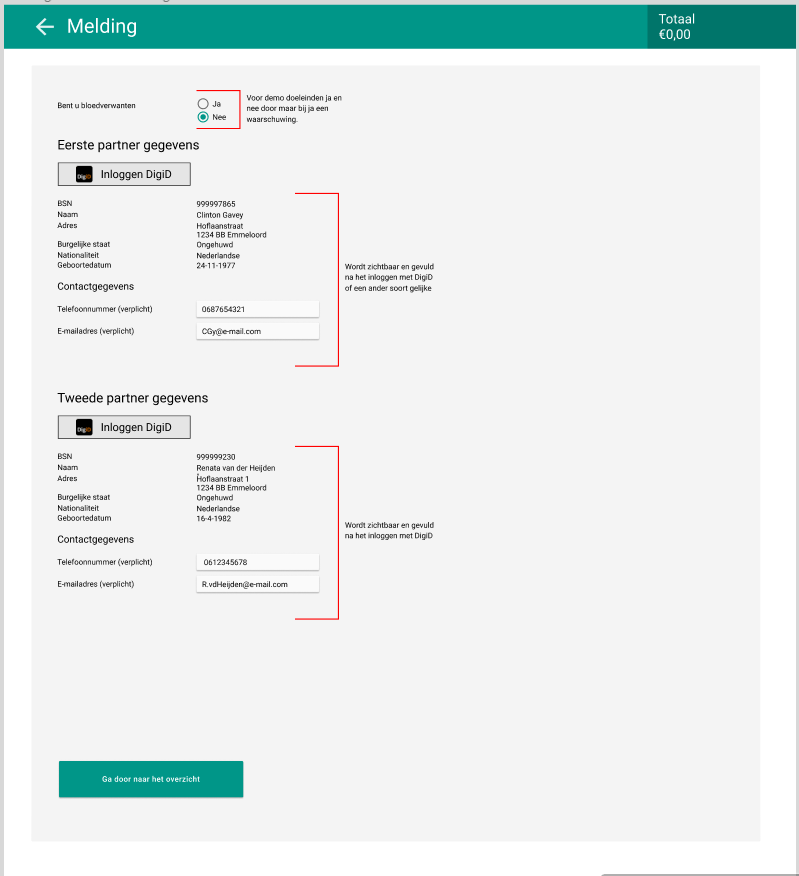 Melding
Totaal
€0,00
Bent u bloedverwanten
Ja
Nee
Voor demo doeleinden ja en
nee door maar bij ja een
waarschuwing.
Eerste partner gegevens
DigiD
Inloggen DigiD
BSN 999997865
Naam Clinton Gavey
Adres Hoflaanstraat
1234 BB Emmeloord
Burgelijke staat Ongehuwd
Nationaliteit Nederlandse
Geboortedatum 24-11-1977
Wordt zichtbaar en gevuld
na het inloggen met DigiD
of een ander soort gelijke
Contactgegevens
Telefoonnummer (verplicht) 0687654321
E-mailadres (verplicht) CGy@e-mail.com
Tweede partner gegevens
DigiD
Inloggen DigiD
BSN 999999230
Naam Renata van der Heijden
Adres Hoflaanstraat 1
1234 BB Emmeloord
Burgelijke staat Ongehuwd
Nationaliteit Nederlandse
Geboortedatum 16-4-1982
Wordt zichtbaar en gevuld
na het inloggen met DigiD
Contactgegevens
Telefoonnummer (verplicht) 0612345678
E-mailadres (verplicht) R.vdHeijden@e-mail.com
Ga door naar het overzicht